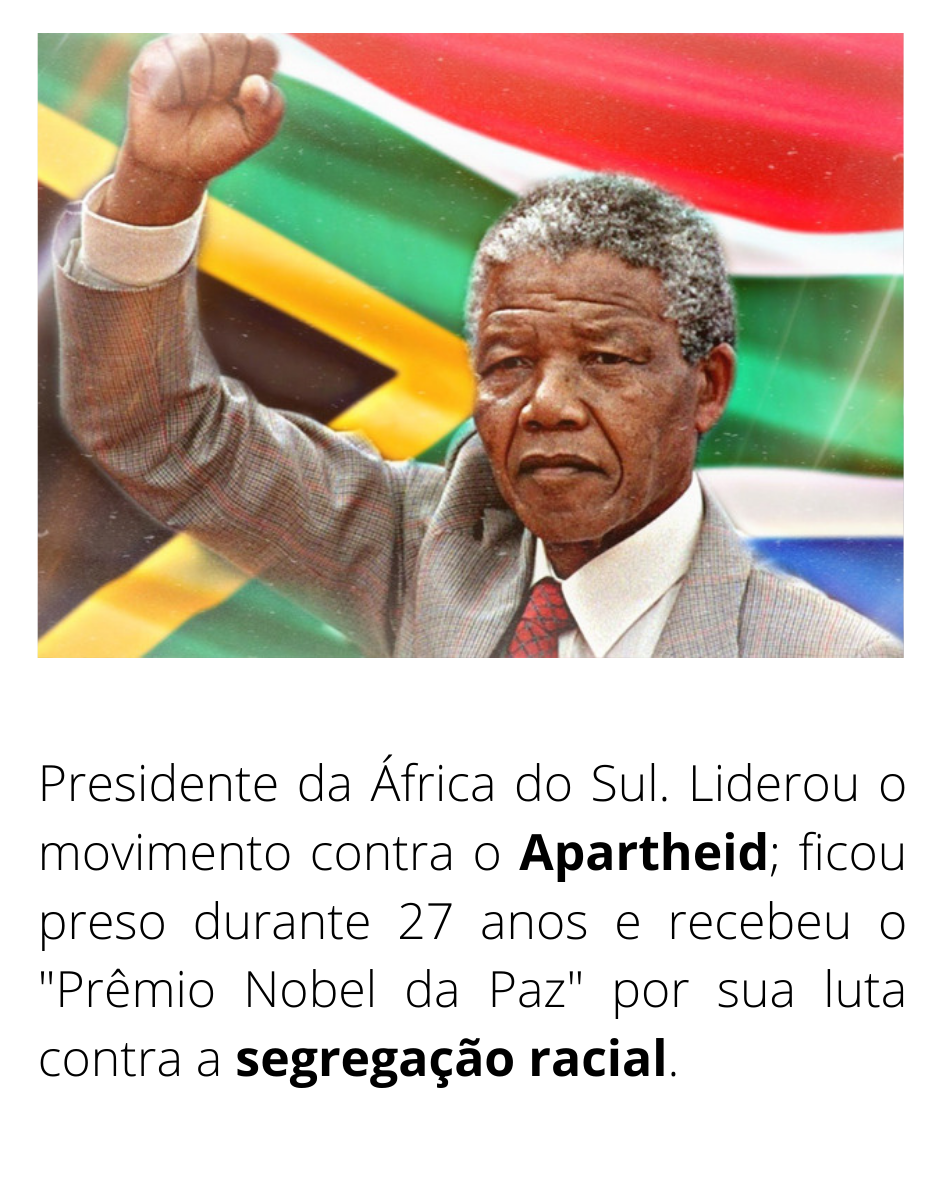 Presidente da África do Sul. Liderou o
movimento contra o Apartheid; ficou
preso durante 27 anos e recebeu o
"Prêmio Nobel da Paz" por sua luta
contra a segregação racial.